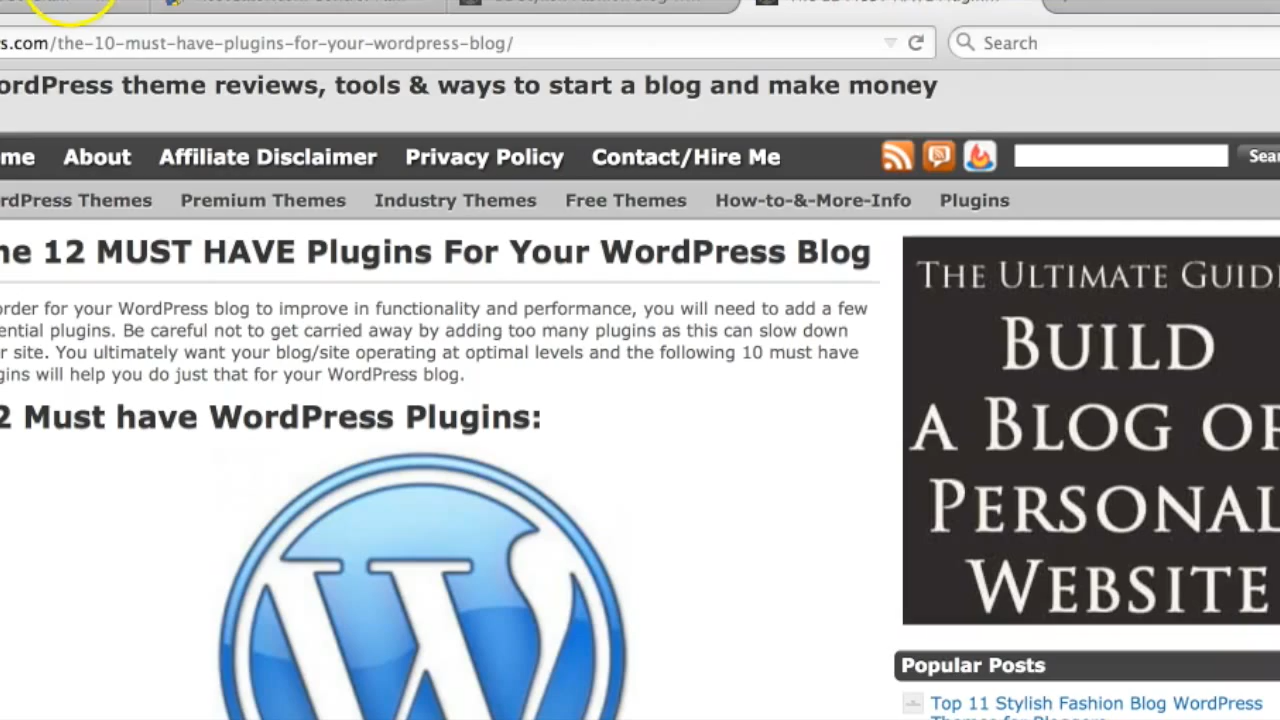 s.com/the-10-must-have-plugins-for-your-wordpress-blog/
Search
ordPress theme reviews, tools & ways to start a blog and make money
me About Affiliate Disclaimer Privacy Policy Contact/Hire Me Sea
rdPress Themes Premium Themes Industry Themes Free Themes How-to-&-More-Info Plugins
he 12 MUST HAVE Plugins For Your WordPress Blog
order for your WordPress blog to improve in functionality and performance, you will need to add a few
ential plugins. Be careful not to get carried away by adding too many plugins as this can slow down
r site. You ultimately want your blog/site operating at optimal levels and the following 10 must have
gins will help you do just that for your WordPress blog.
2 Must have WordPress Plugins:
W
THE ULTIMATE GUIDE
BUILD
A BLOG OR
PERSONAL
WEBSITE
Popular Posts
Top 11 Stylish Fashion Blog WordPress
Themes for Bloggers